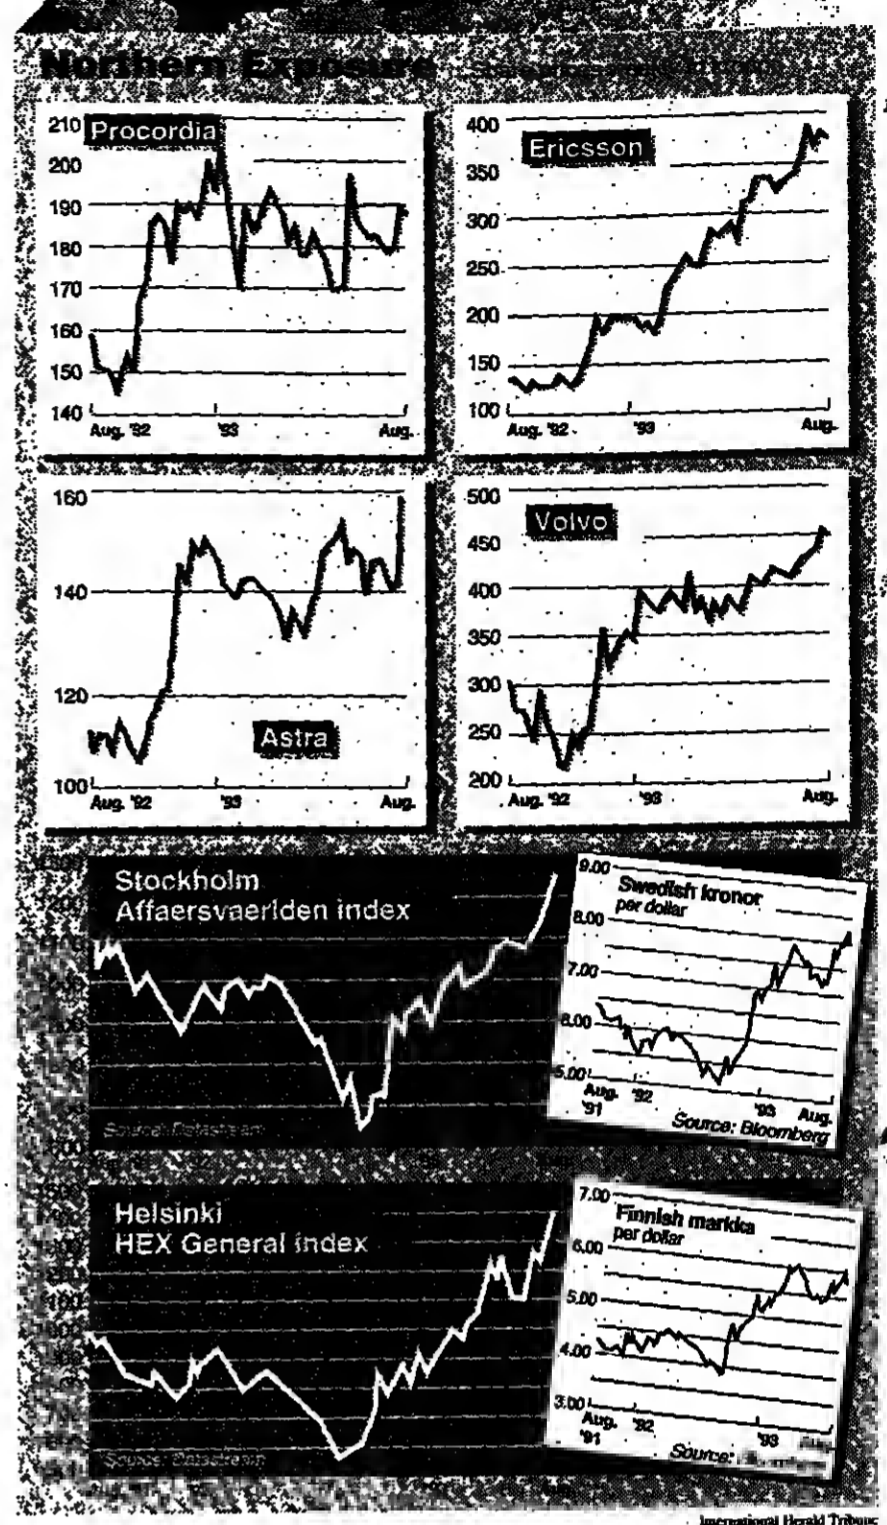 Northern Exposure
210
Procordia
200
190
180
170
160
150
140
Aug. '92
'93
Aug.
400
Ericsson
350
300
250
200
150
100
Aug. '92
'93
Aug.
160
140
120
Astra
100
Aug. '92
'93
Aug.
500
Volvo
450
400
350
300
250
200
Aug. '92
'93
Aug.
Stockholm
Affaersvaerlden index
Source: Datastream
9.00
Swedish kronor
per dollar
8.00
7.00
6.00
5.00
Aug. '91
'92
'93
Aug.
Source: Bloomberg
Helsinki
HEX General index
Source: Datastream
7.00
Finnish markka
per dollar
6.00
5.00
4.00
3.00
Aug. '91
'92
'93
Source:
International Herald Tribune